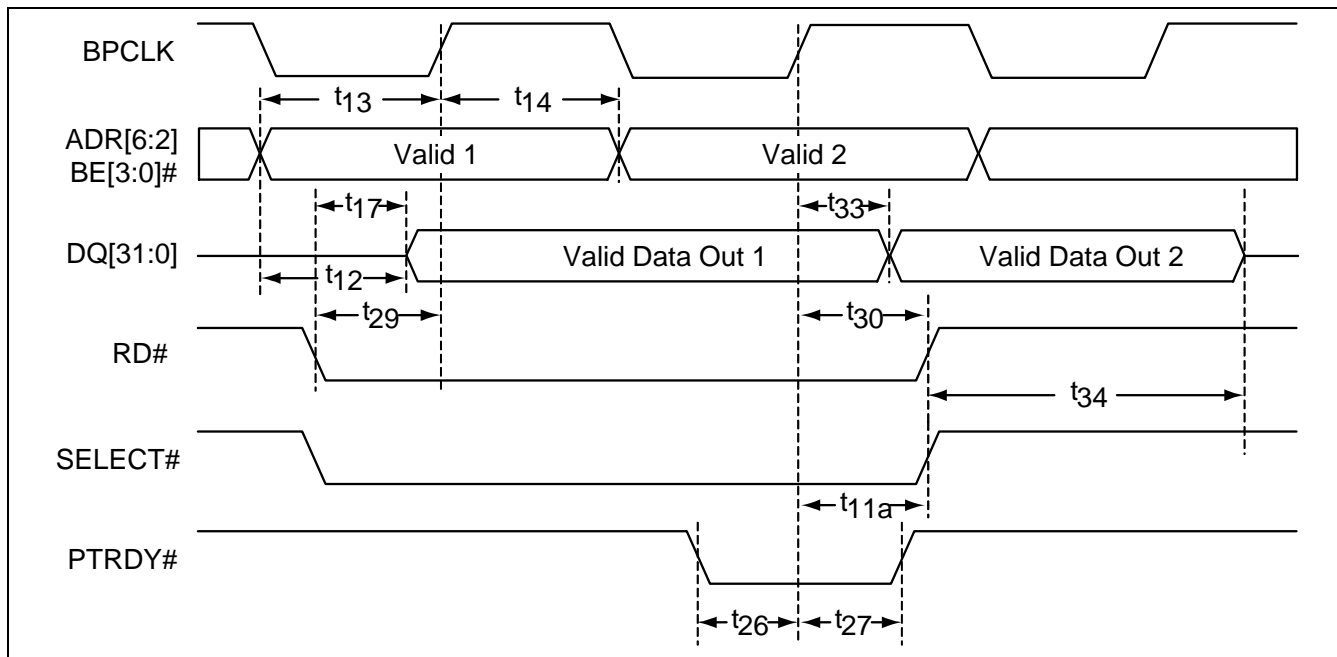 BPCLK
t13
t14
ADR[6:2]
BE[3:0]#
Valid 1
Valid 2
t17
t33
DQ[31:0]
Valid Data Out 1
Valid Data Out 2
t12
t29
t30
RD#
t34
SELECT#
t11a
PTRDY#
t26
t27